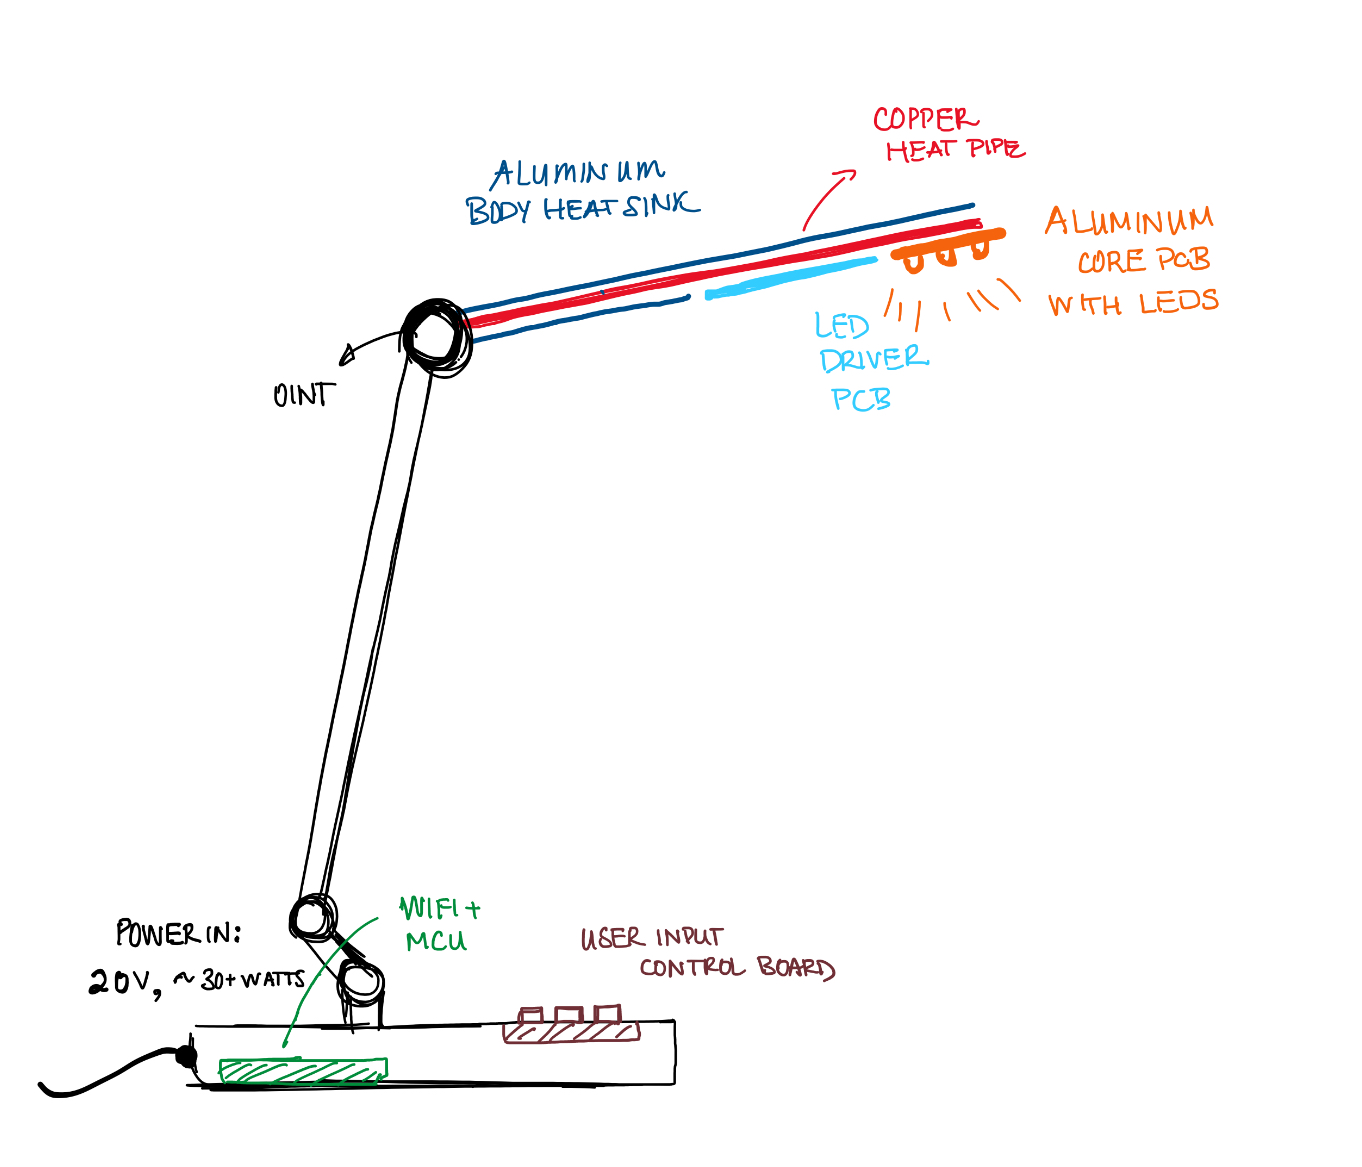 COPPER
HEAT PIPE
ALUMINUM
BODY HEAT SINK
ALUMINUM
CORE PCB
WITH LEDS
LED
DRIVER
PCB
OINT
WIFI +
MCU
POWER IN:
20V, ~30+ WATTS
USER INPUT
CONTROL BOARD